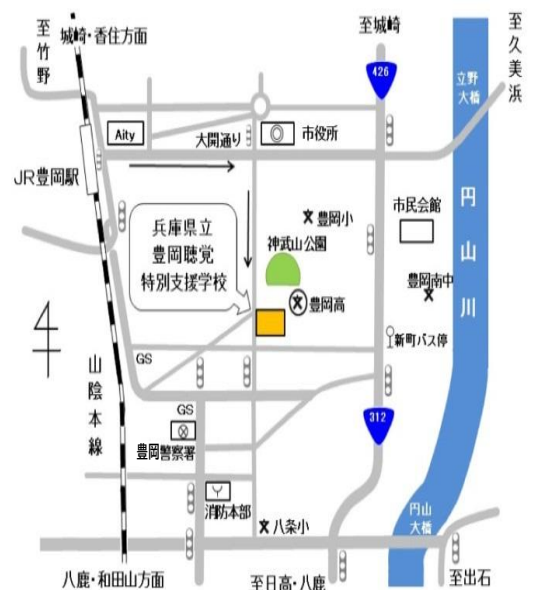 至竹野
城崎・香住方面
至城崎
至久美浜
426
立野
大橋
Aity
大開通り
市役所
JR豊岡駅
円山川
市民会館
兵庫県立
豊岡聴覚
特別支援学校
豊岡小
神武山公園
豊岡南中
豊岡高
新町バス停
GS
山陰本線
312
GS
豊岡警察署
消防本部
八条小
円山
大橋
八鹿・和田山方面
至日高・八鹿
至出石